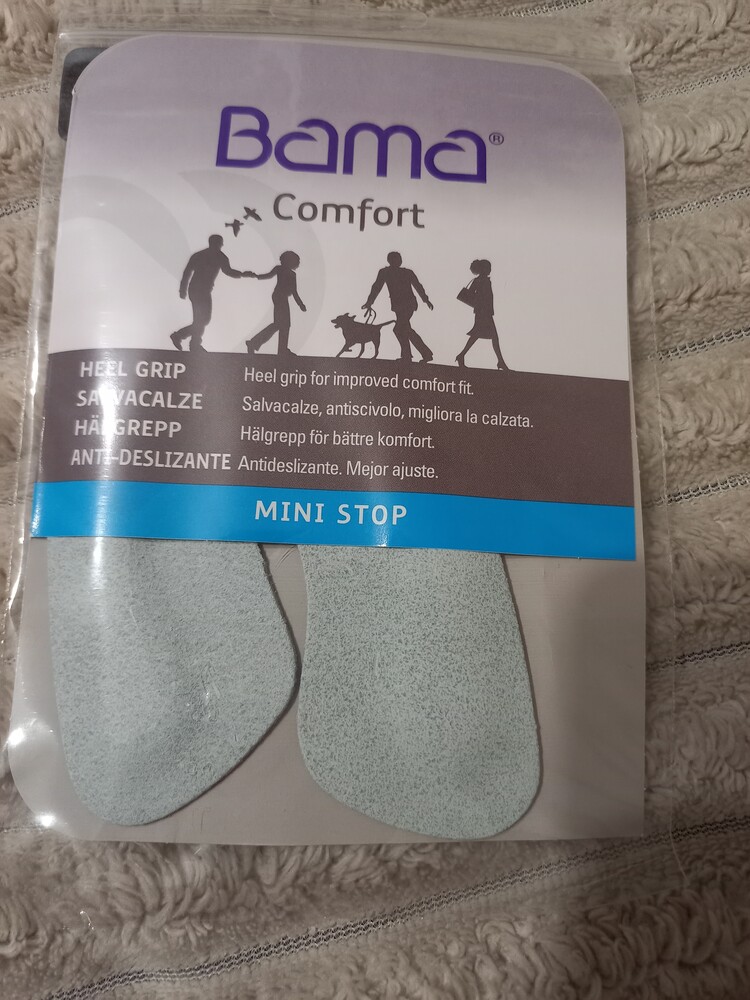 Bama®
Comfort
HEEL GRIP Heel grip for improved comfort fit.
SALVACALZE Salvacalze, antiscivolo, migliora la calzata.
HÄLGREPP Hälgrepp för bättre komfort.
ANTI-DESLIZANTE Antideslizante. Mejor ajuste.
MINI STOP